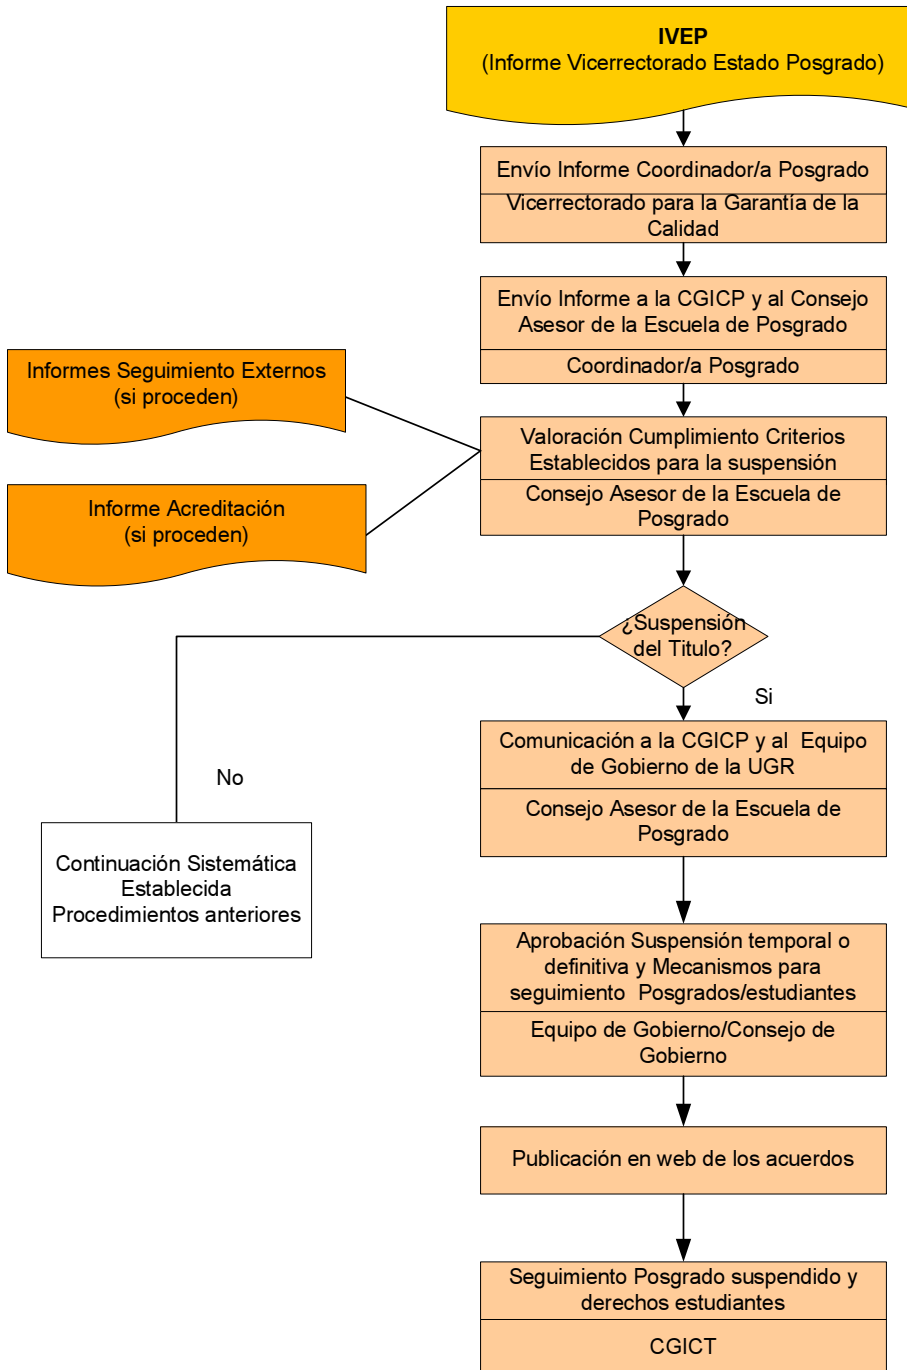 IVEP
(Informe Vicerrectorado Estado Posgrado)
Envío Informe Coordinador/a Posgrado
Vicerrectorado para la Garantía de la
Calidad
Envío Informe a la CGICP y al Consejo
Asesor de la Escuela de Posgrado
Coordinador/a Posgrado
Informes Seguimiento Externos
(si proceden)
Valoración Cumplimiento Criterios
Establecidos para la suspensión
Consejo Asesor de la Escuela de
Posgrado
Informe Acreditación
(si proceden)
¿Suspensión
del Titulo?
Si
No
Comunicación a la CGICP y al Equipo
de Gobierno de la UGR
Consejo Asesor de la Escuela de
Posgrado
Continuación Sistemática
Establecida
Procedimientos anteriores
Aprobación Suspensión temporal o
definitiva y Mecanismos para
seguimiento Posgrados/estudiantes
Equipo de Gobierno/Consejo de
Gobierno
Publicación en web de los acuerdos
Seguimiento Posgrado suspendido y
derechos estudiantes
CGICT